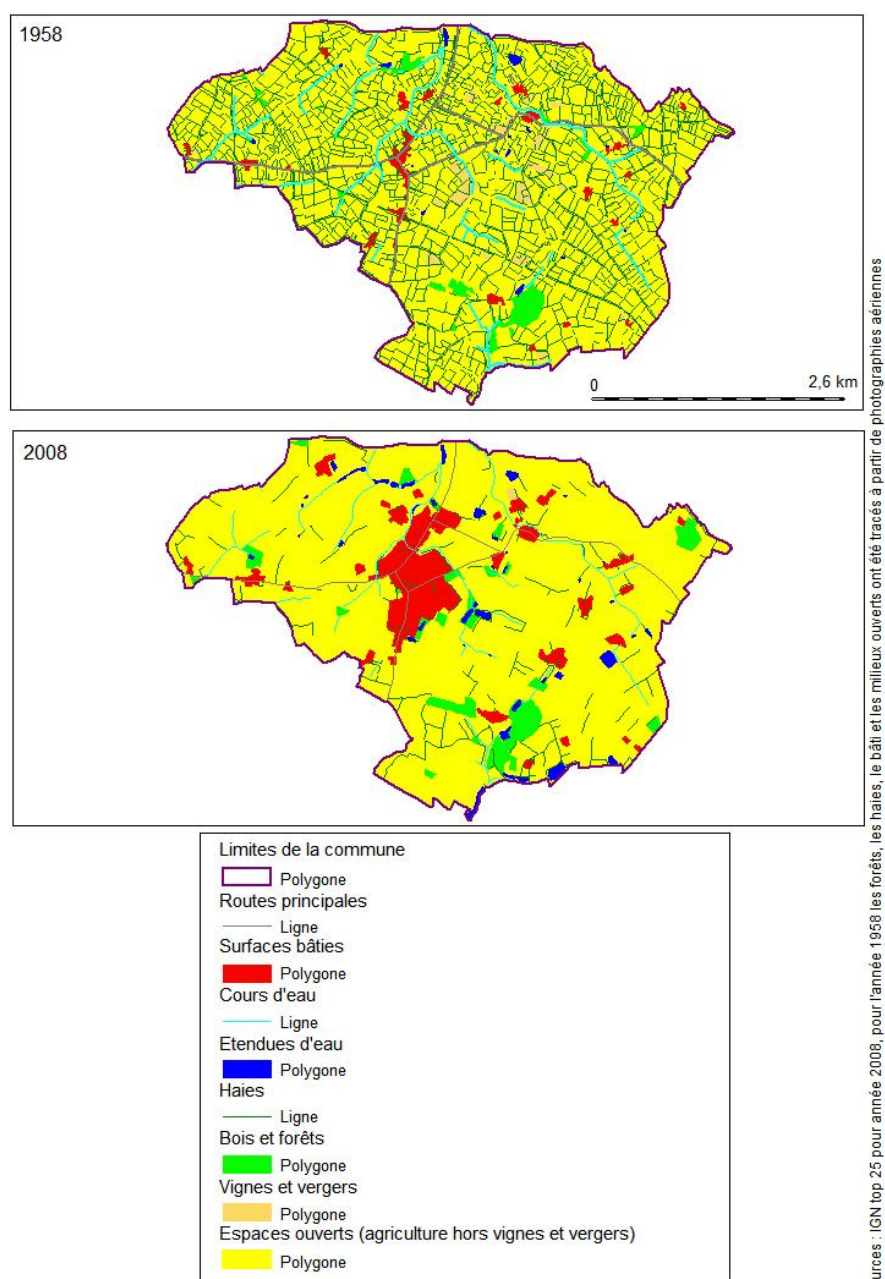 1958
0 2,6 km
2008
Limites de la commune
Polygone
Routes principales
Ligne
Surfaces bâties
Polygone
Cours d'eau
Ligne
Etendues d'eau
Polygone
Haies
Ligne
Bois et forêts
Polygone
Vignes et vergers
Polygone
Espaces ouverts (agriculture hors vignes et vergers)
Polygone
urces : IGN top 25 pour année 2008, pour l'année 1958 les forêts, les haies, le bâti et les milieux ouverts ont été tracés à partir de photographies aériennes